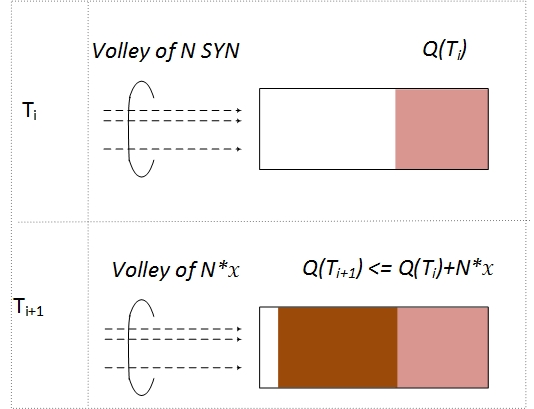 Volley of N SYN
Q(Tᵢ)
Tᵢ
Volley of N*x
Q(Tᵢ₊₁) <= Q(Tᵢ)+N*x
Tᵢ₊₁